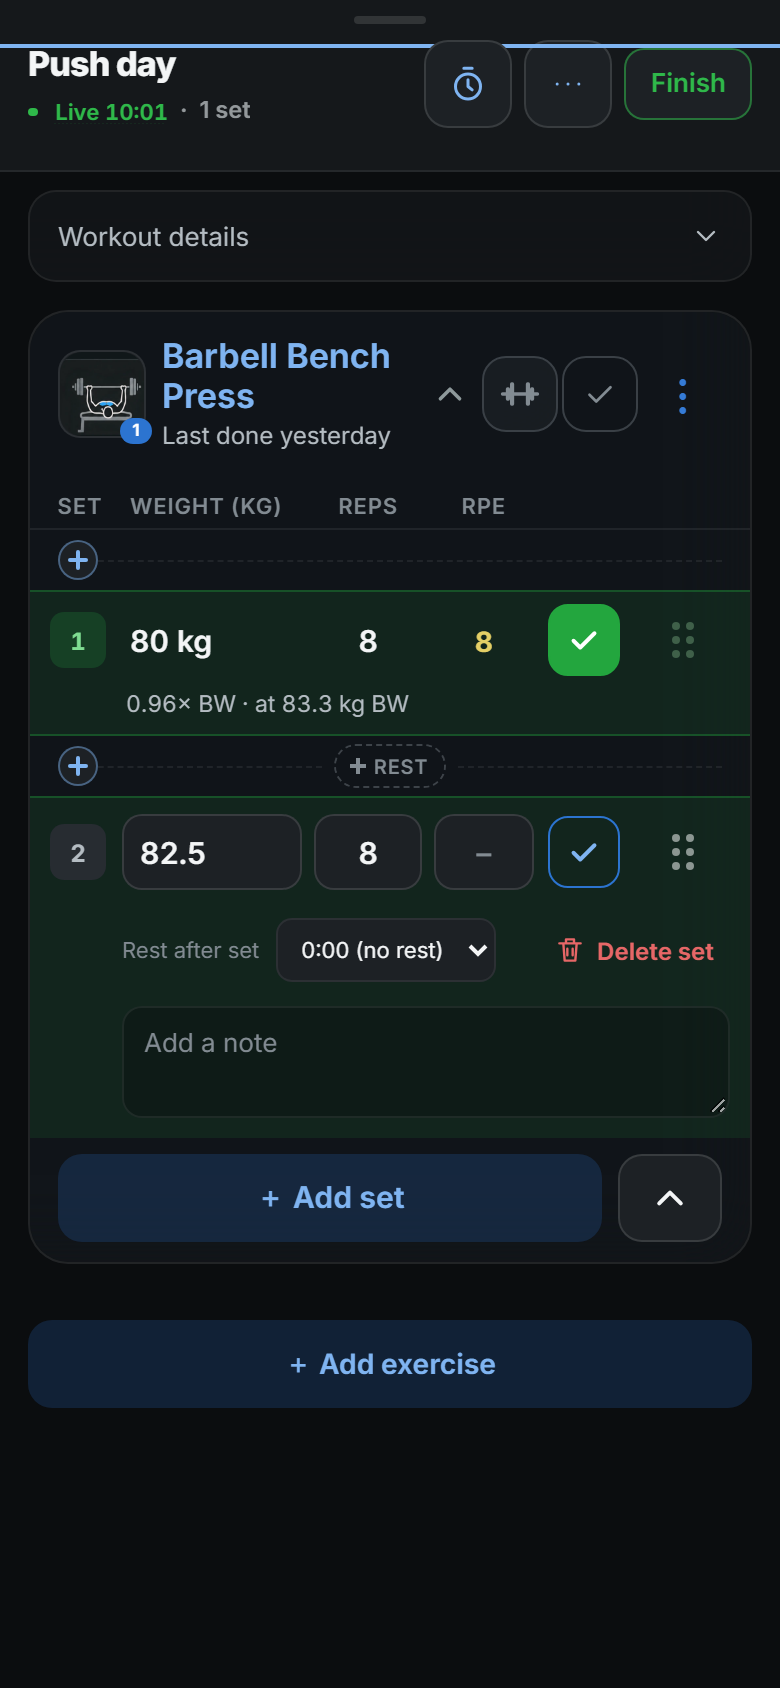 Push day
Live 10:01 · 1 set
...
Finish
Workout details
Barbell Bench
Press
1
Last done yesterday
SET WEIGHT (KG) REPS RPE
1 80 kg 8 8
0.96× BW · at 83.3 kg BW
+ REST
2 82.5 8 –
Rest after set 0:00 (no rest) Delete set
Add a note
+ Add set
+ Add exercise